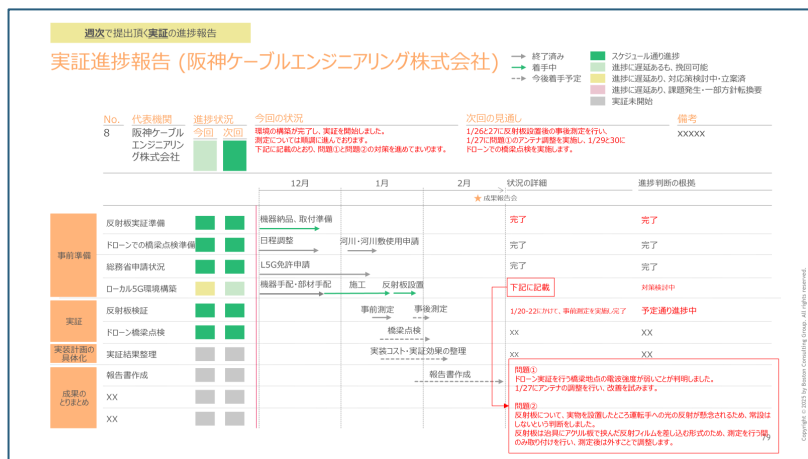 週次で提出頂く実証の進捗報告
実証進捗報告 (阪神ケーブルエンジニアリング株式会社)
終了済み
着手中
今後着手予定
スケジュール通り進捗
進捗に遅延あるも、挽回可能
進捗に遅延あり、対応策検討中・立案済
進捗に遅延あり、課題発生・一部方針転換要
実証未開始
No. 代表機関 進捗状況 今回の状況 次回の見通し 備考
今回 次回
8 阪神ケーブル
エンジニアリン
グ株式会社
環境の構築が完了し、実証を開始しました。
測定については順調に進んでおります。
下記に記載のとおり、問題①と問題②の対策を進めてまいります。
1/26と27に反射板設置後の事後測定を行い、
1/27に問題①のアンテナ調整を実施し、1/29と30に
ドローンでの橋梁点検を実施します。
xxxxx
12月 1月 2月 状況の詳細 進捗判断の根拠
★成果報告会
事前準備
反射板実証準備 機器納品、取付準備 完了 完了
ドローンでの橋梁点検準備 日程調整 河川・河川敷使用申請 完了 完了
総務省申請状況 L5G免許申請 完了 完了
ローカル5G環境構築 機器手配・部材手配 施工 反射板設置 下記に記載 対策検討中
実証
反射板検証 事前測定 事後測定 1/20-22にかけて、事前測定を実施し完了 予定通り進捗中
ドローン橋梁点検 橋梁点検 xx XX
実装計画の
具体化
実証結果整理 実装コスト・実証効果の整理 xx XX
成果の
とりまとめ
報告書作成 報告書作成
XX
XX
問題①
ドローン実証を行う橋梁地点の電波強度が弱いことが判明しました。
1/27にアンテナの調整を行い、改善を試みます。
問題②
反射板について、実物を設置したところ運転手への光の反射が懸念されるため、常設は
しないという判断をしました。
反射板は治具にアクリル板で挟んだ反射フィルムを差し込む形式のため、測定を行う間
のみ取り付けを行い、測定後は外すことで調整します。
79
Copyright © 2023 by Boston Consulting Group. All rights reserved.